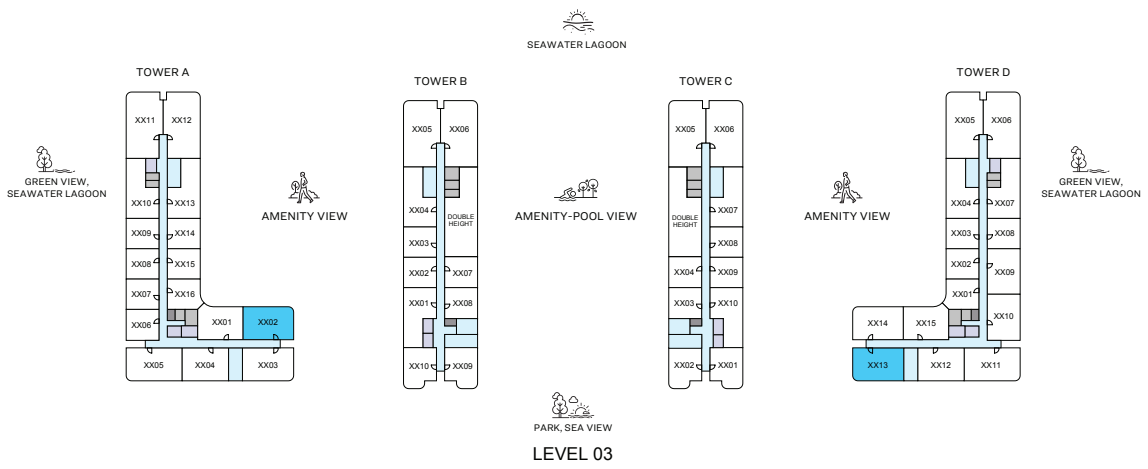 SEAWATER LAGOON
TOWER A
TOWER B
TOWER C
TOWER D
XX11
XX12
XX10
XX13
XX09
XX14
XX08
XX15
XX07
XX16
XX06
XX01
XX02
XX05
XX04
XX03
GREEN VIEW,
SEAWATER LAGOON
AMENITY VIEW
XX05
XX06
XX04
DOUBLE
HEIGHT
XX03
XX02
XX07
XX01
XX08
XX10
XX09
AMENITY-POOL VIEW
XX05
XX06
XX07
DOUBLE
HEIGHT
XX08
XX04
XX09
XX03
XX10
XX02
XX01
AMENITY VIEW
XX05
XX06
XX04
XX07
XX03
XX02
XX09
XX01
XX10
XX14
XX15
XX13
XX12
XX11
GREEN VIEW,
SEAWATER LAGOON
PARK, SEA VIEW
LEVEL 03